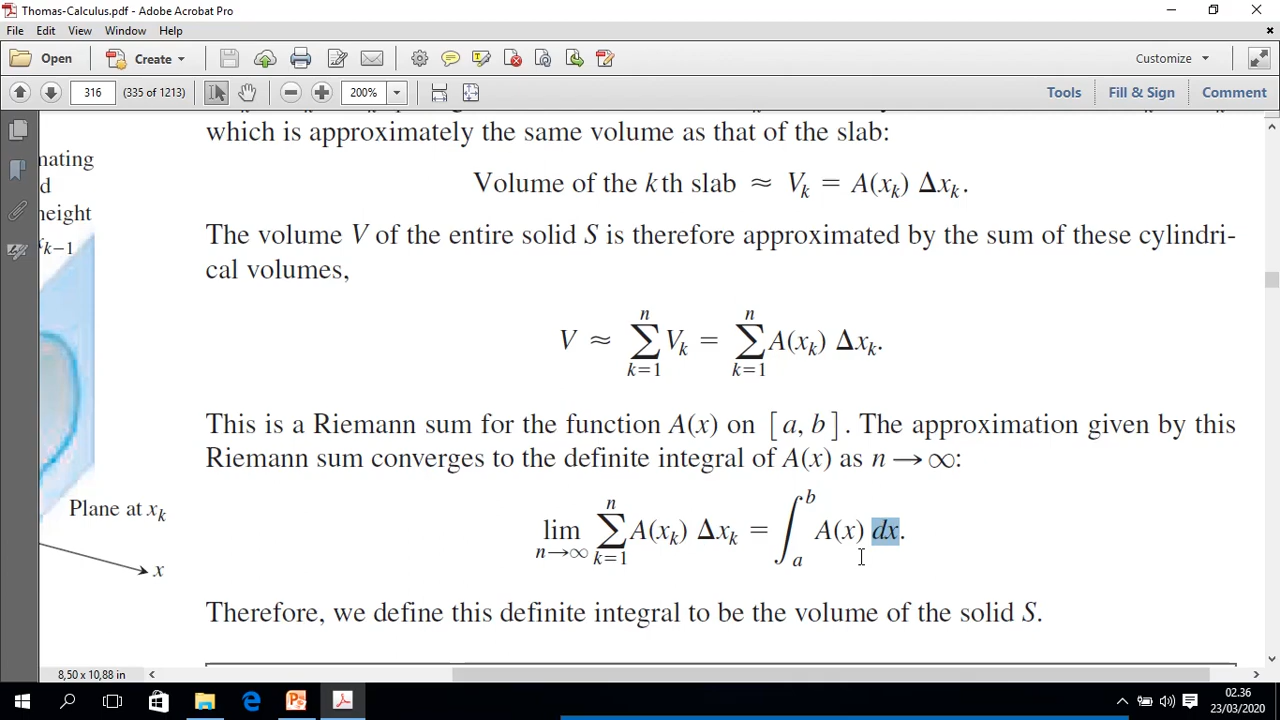 Thomas-Calculus.pdf - Adobe Acrobat Pro
File Edit View Window Help
Open Create Customize
316 (335 of 1213) 200% Tools Fill & Sign Comment
which is approximately the same volume as that of the slab:
mating
d
height
x_{k−1}
Volume of the kth slab ≈ V_k = A(x_k) Δx_k.
The volume V of the entire solid S is therefore approximated by the sum of these cylindri-
cal volumes,
V ≈ ∑_{k=1}^{n} V_k = ∑_{k=1}^{n} A(x_k) Δx_k.
This is a Riemann sum for the function A(x) on [a, b]. The approximation given by this
Riemann sum converges to the definite integral of A(x) as n → ∞:
Plane at x_k
x
lim_{n→∞} ∑_{k=1}^{n} A(x_k) Δx_k = ∫_a^b A(x) dx.
Therefore, we define this definite integral to be the volume of the solid S.
8,50 x 10,88 in
02.36
23/03/2020